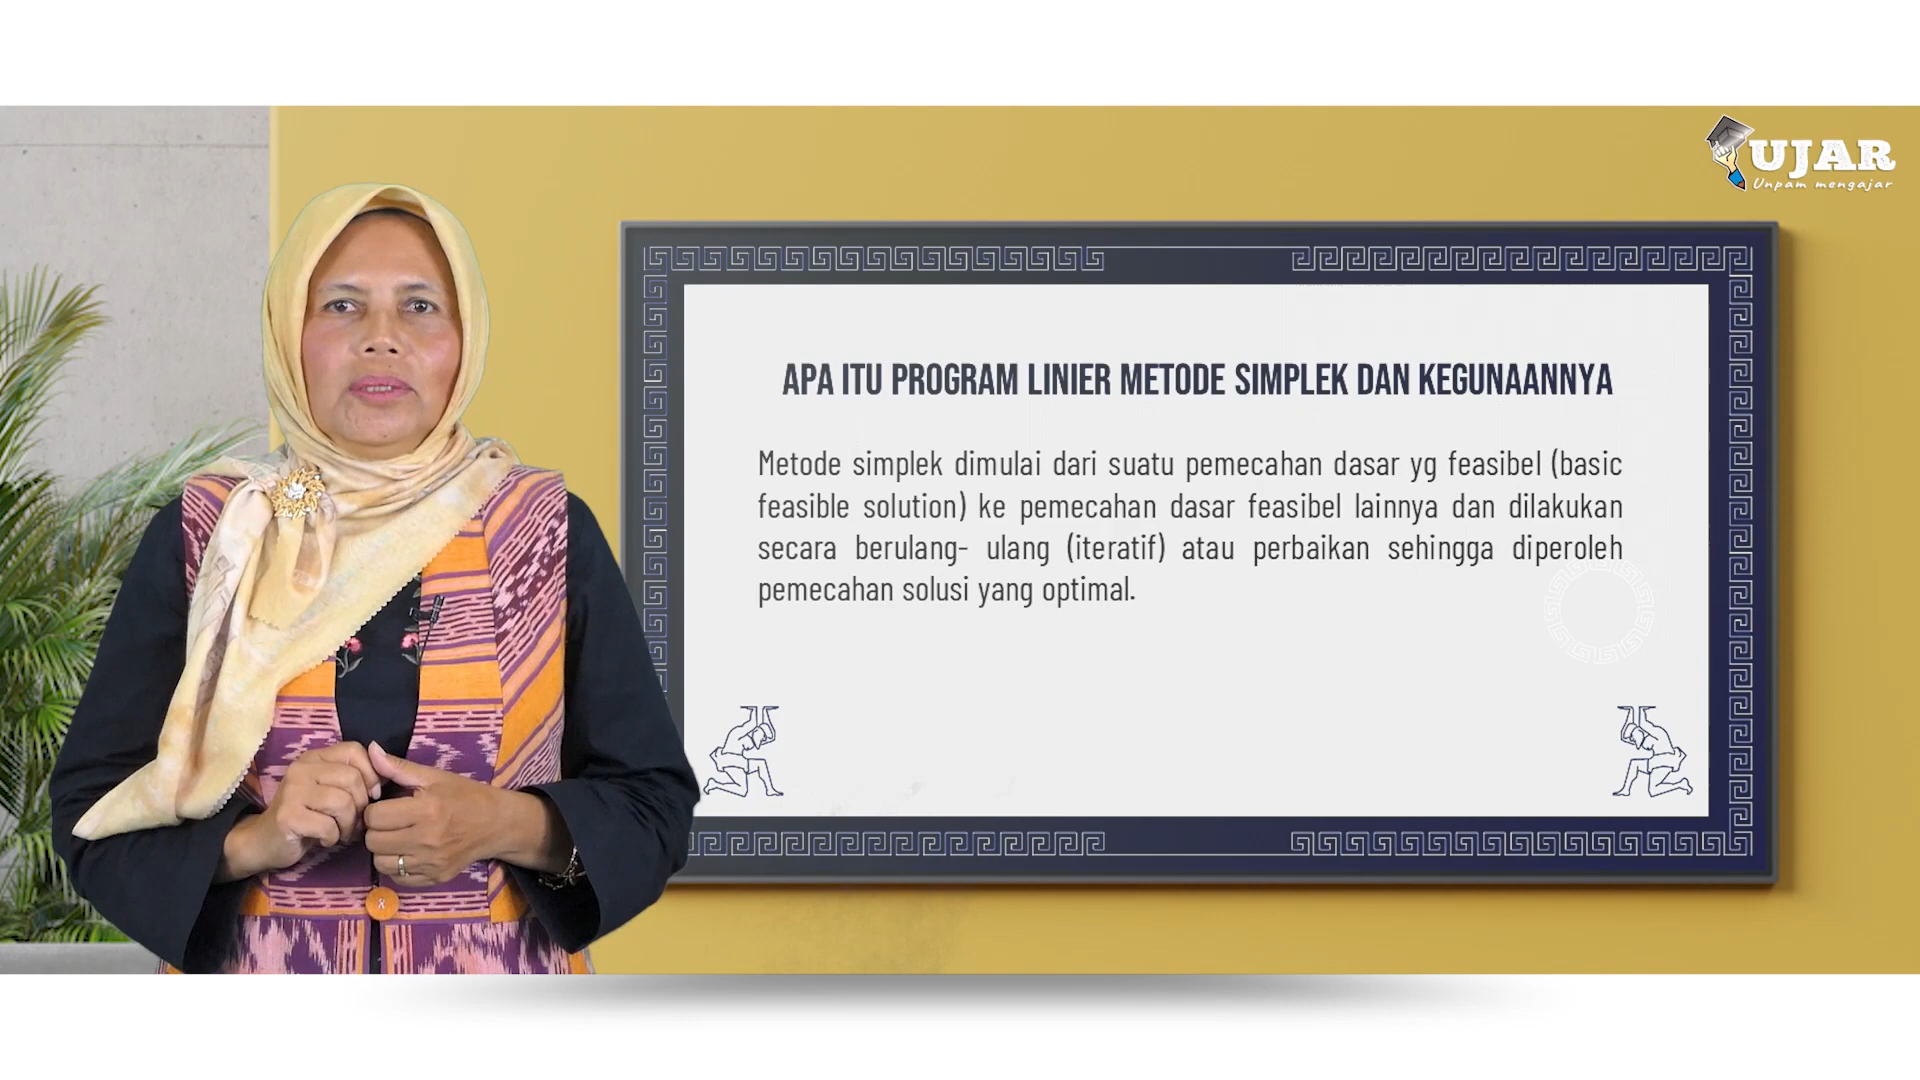 UJAR
Unpam mengajar
APA ITU PROGRAM LINIER METODE SIMPLEK DAN KEGUNAANNYA
Metode simplek dimulai dari suatu pemecahan dasar yg feasibel (basic
feasible solution) ke pemecahan dasar feasibel lainnya dan dilakukan
secara berulang- ulang (iteratif) atau perbaikan sehingga diperoleh
pemecahan solusi yang optimal.